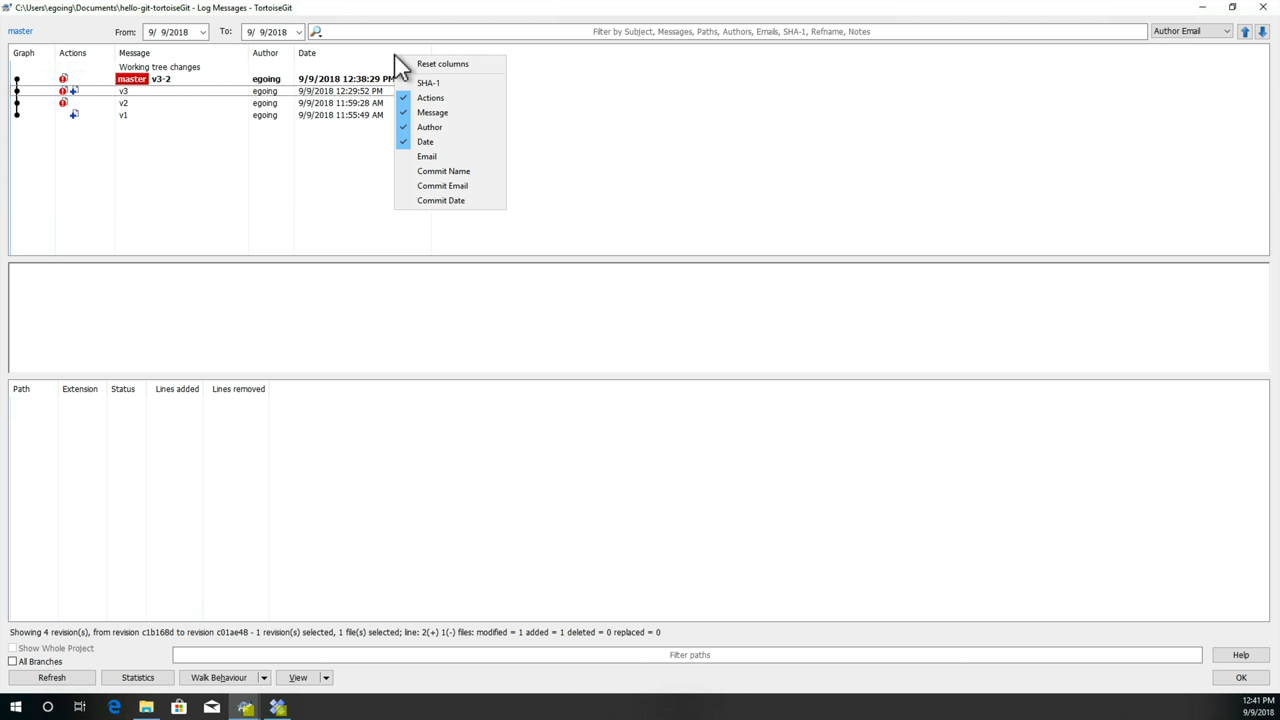 C:\Users\egoing\Documents\hello-git-tortoiseGit - Log Messages - TortoiseGit
master From: 9/ 9/2018 To: 9/ 9/2018 Filter by Subject, Messages, Paths, Authors, Emails, SHA-1, Refname, Notes Author Email
Graph Actions Message Author Date
Working tree changes
master v3-2 egoing 9/9/2018 12:38:29 PM
v3 egoing 9/9/2018 12:29:52 PM
v2 egoing 9/9/2018 11:59:28 AM
v1 egoing 9/9/2018 11:55:49 AM
Reset columns
SHA-1
Actions
Message
Author
Date
Email
Commit Name
Commit Email
Commit Date
Path Extension Status Lines added Lines removed
Showing 4 revision(s), from revision c1b168d to revision c01ae48 - 1 revision(s) selected, 1 file(s) selected; line: 2(+) 1(-) files: modified = 1 added = 1 deleted = 0 replaced = 0
Show Whole Project
All Branches
Filter paths
Help
Refresh Statistics Walk Behaviour View OK
12:41 PM
9/9/2018